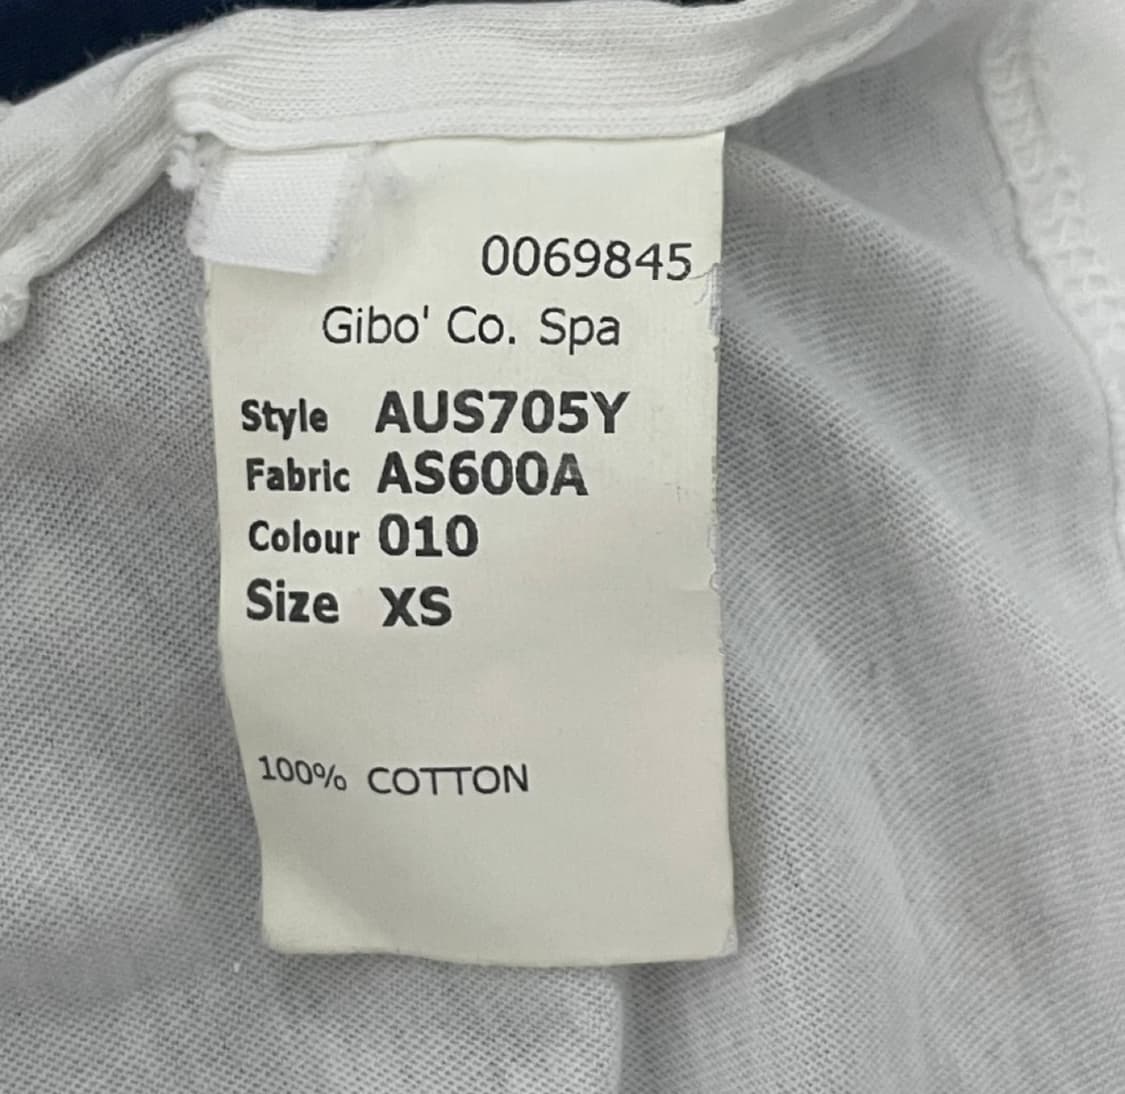 0069845
Gibo' Co. Spa
Style AUS705Y
Fabric AS600A
Colour 010
Size XS
100% COTTON